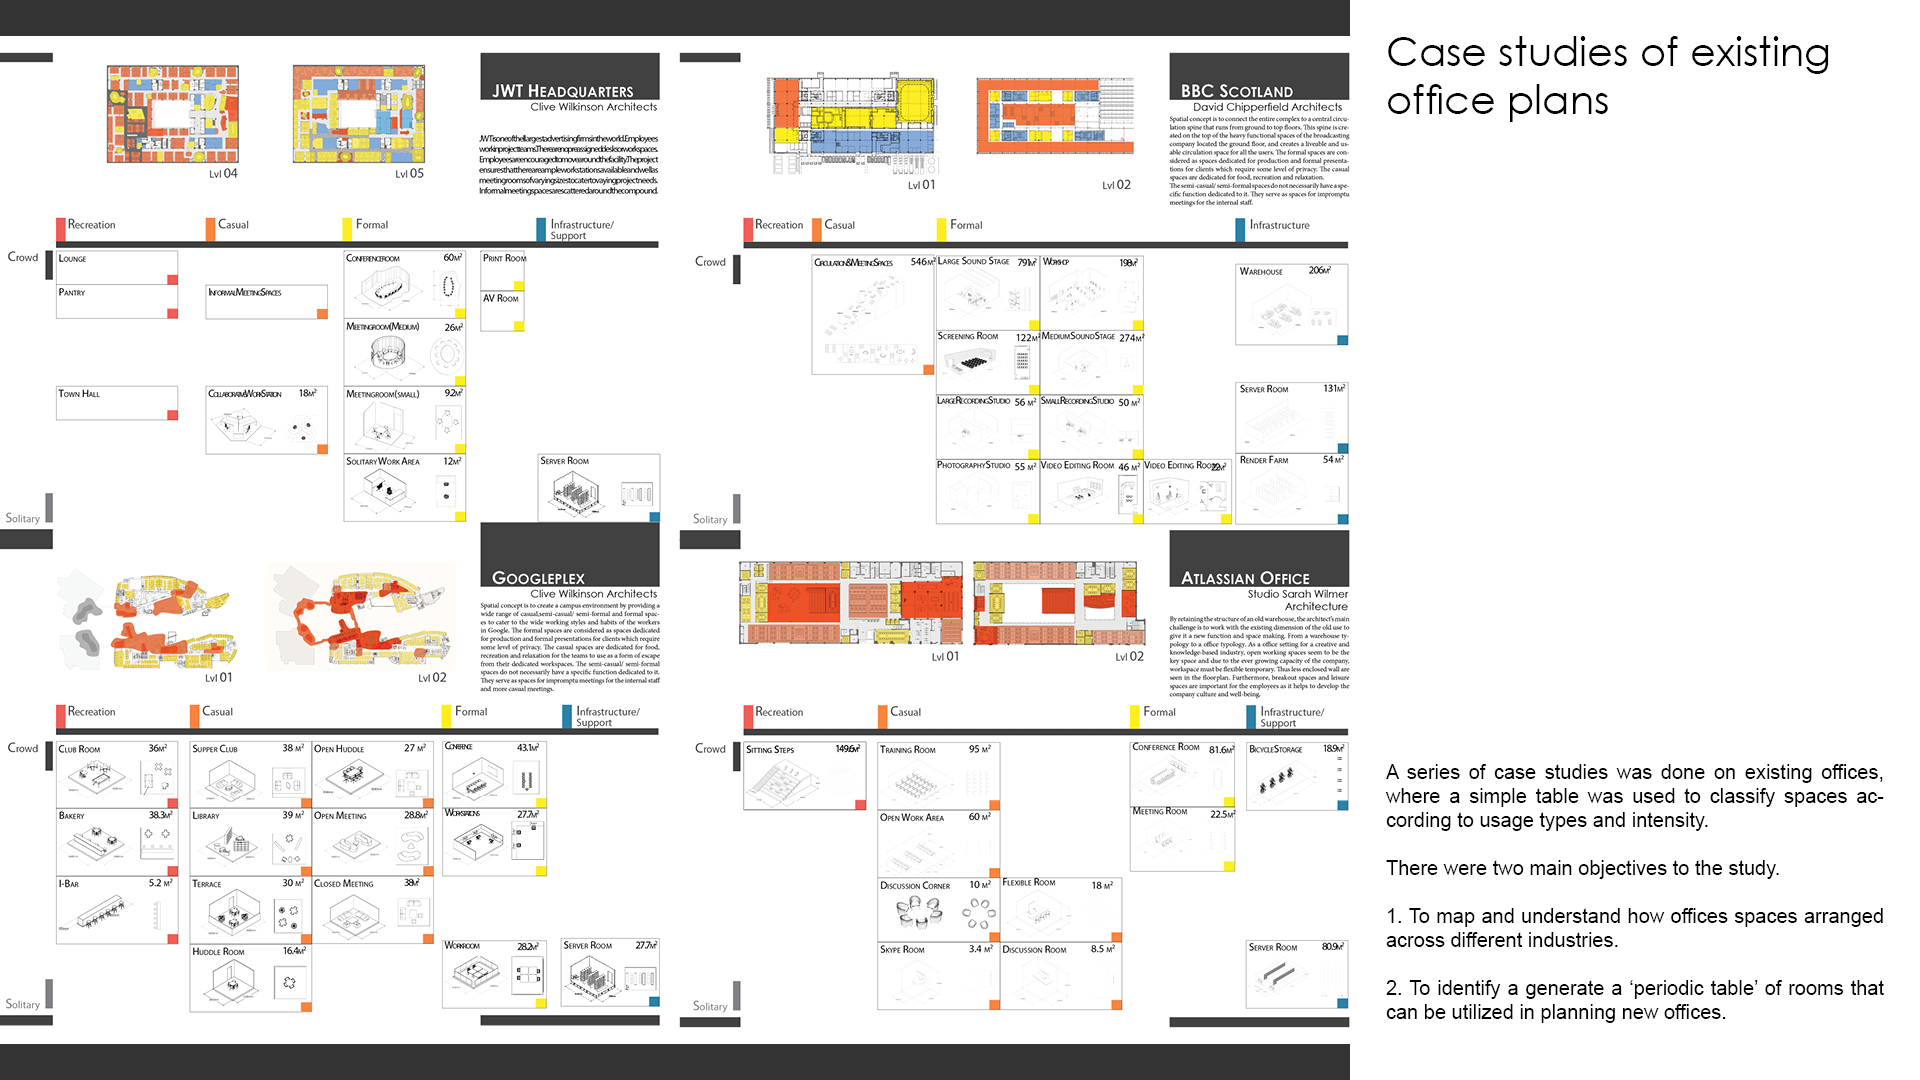 Case studies of existing
office plans
JWT HEADQUARTERS
Clive Wilkinson Architects
JWT is one of the largest advertising firms in the world. Employees
work in project teams. There are no preassigned desks or workspaces.
Employees are encouraged to move around the facility. The project
ensures that there are ample workstations available and well as
meeting rooms of varying sizes to cater to vaying project needs.
Informal meeting spaces are scattered around the compound.
Lvl 04
Lvl 05
Recreation
Casual
Formal
Infrastructure/
Support
Crowd
LOUNGE
PANTRY
INFORMAL MEETING SPACES
CONFERENCE ROOM 60M²
PRINT ROOM
AV ROOM
MEETING ROOM (MEDIUM) 26M²
TOWN HALL
COLLABORATIVE WORKSTATION 18M²
MEETING ROOM (SMALL) 9.2M²
SOLITARY WORK AREA 12M²
SERVER ROOM
Solitary
BBC SCOTLAND
David Chipperfield Architects
Spatial concept is to connect the entire complex to a central circu-
lation spine that runs from ground to top floors. This spine is cre-
ated on the top of the heavy functional spaces of the broadcasting
company located the ground floor, and creates a liveable and us-
able circulation space for all the users. The formal spaces are con-
sidered as spaces dedicated for production and formal presenta-
tions for clients which require some level of privacy. The casual
spaces are dedicated for food, recreation and relaxation.
The semi-casual/ semi-formal spaces do not necessarily have a spe-
cific function dedicated to it. They serve as spaces for impromptu
meetings for the internal staff.
Lvl 01
Lvl 02
Recreation
Casual
Formal
Infrastructure
Crowd
CIRCULATION & MEETING SPACES 546M²
LARGE SOUND STAGE 791M²
WORKSHOP 198M²
WAREHOUSE 206M²
SCREENING ROOM 122M²
MEDIUM SOUND STAGE 274M²
SERVER ROOM 131M²
LARGE RECORDING STUDIO 56 M²
SMALL RECORDING STUDIO 50 M²
RENDER FARM 54 M²
PHOTOGRAPHY STUDIO 55 M²
VIDEO EDITING ROOM 46 M²
VIDEO EDITING ROOM 22M²
Solitary
GOOGLEPLEX
Clive Wilkinson Architects
Spatial concept is to create a campus environment by providing a
wide range of casual,semi-casual/ semi-formal and formal spac-
es to cater to the wide working styles and habits of the workers
in Google. The formal spaces are considered as spaces dedicated
for production and formal presentations for clients which require
some level of privacy. The casual spaces are dedicated for food,
recreation and relaxation for the teams to use as a form of escape
from their dedicated workspaces. The semi-casual/ semi-formal
spaces do not necessarily have a specific function dedicated to it.
They serve as spaces for impromptu meetings for the internal staff
and more casual meetings.
Lvl 01
Lvl 02
Recreation
Casual
Formal
Infrastructure/
Support
Crowd
CLUB ROOM 36M²
SUPPER CLUB 38 M²
OPEN HUDDLE 27 M²
CONFERENCE 43.1M²
BAKERY 38.3M²
LIBRARY 39 M²
OPEN MEETING 28.8M²
WORKSTATIONS 27.7M²
I-BAR 5.2 M²
TERRACE 30 M²
CLOSED MEETING 38M²
HUDDLE ROOM 16.4M²
WORKROOM 28.2M²
SERVER ROOM 27.7M²
Solitary
ATLASSIAN OFFICE
Studio Sarah Wilmer
Architecture
By retaining the structure of an old warehouse, the architect's main
challenge is to work with the existing dimension of the old use to
give it a new function and space making. From a warehouse ty-
pology to a office typology. As a office setting for a creative and
knowledge-based industry, open working spaces seem to be the
key space and due to the ever growing capacity of the company,
workspace must be flexible temporary. Thus less enclosed wall are
seen in the floorplan. Furthermore, breakout spaces and leisure
spaces are important for the employees as it helps to develop the
company culture and well-being.
Lvl 01
Lvl 02
Recreation
Casual
Formal
Infrastructure/
Support
Crowd
SITTING STEPS 149.6M²
TRAINING ROOM 95 M²
CONFERENCE ROOM 81.6M²
BICYCLE STORAGE 18.9M²
OPEN WORK AREA 60 M²
MEETING ROOM 22.5M²
DISCUSSION CORNER 10 M²
FLEXIBLE ROOM 18 M²
SKYPE ROOM 3.4 M²
DISCUSSION ROOM 8.5 M²
SERVER ROOM 80.9M²
Solitary
A series of case studies was done on existing offices,
where a simple table was used to classify spaces ac-
cording to usage types and intensity.
There were two main objectives to the study.
1. To map and understand how offices spaces arranged
across different industries.
2. To identify a generate a ‘periodic table’ of rooms that
can be utilized in planning new offices.